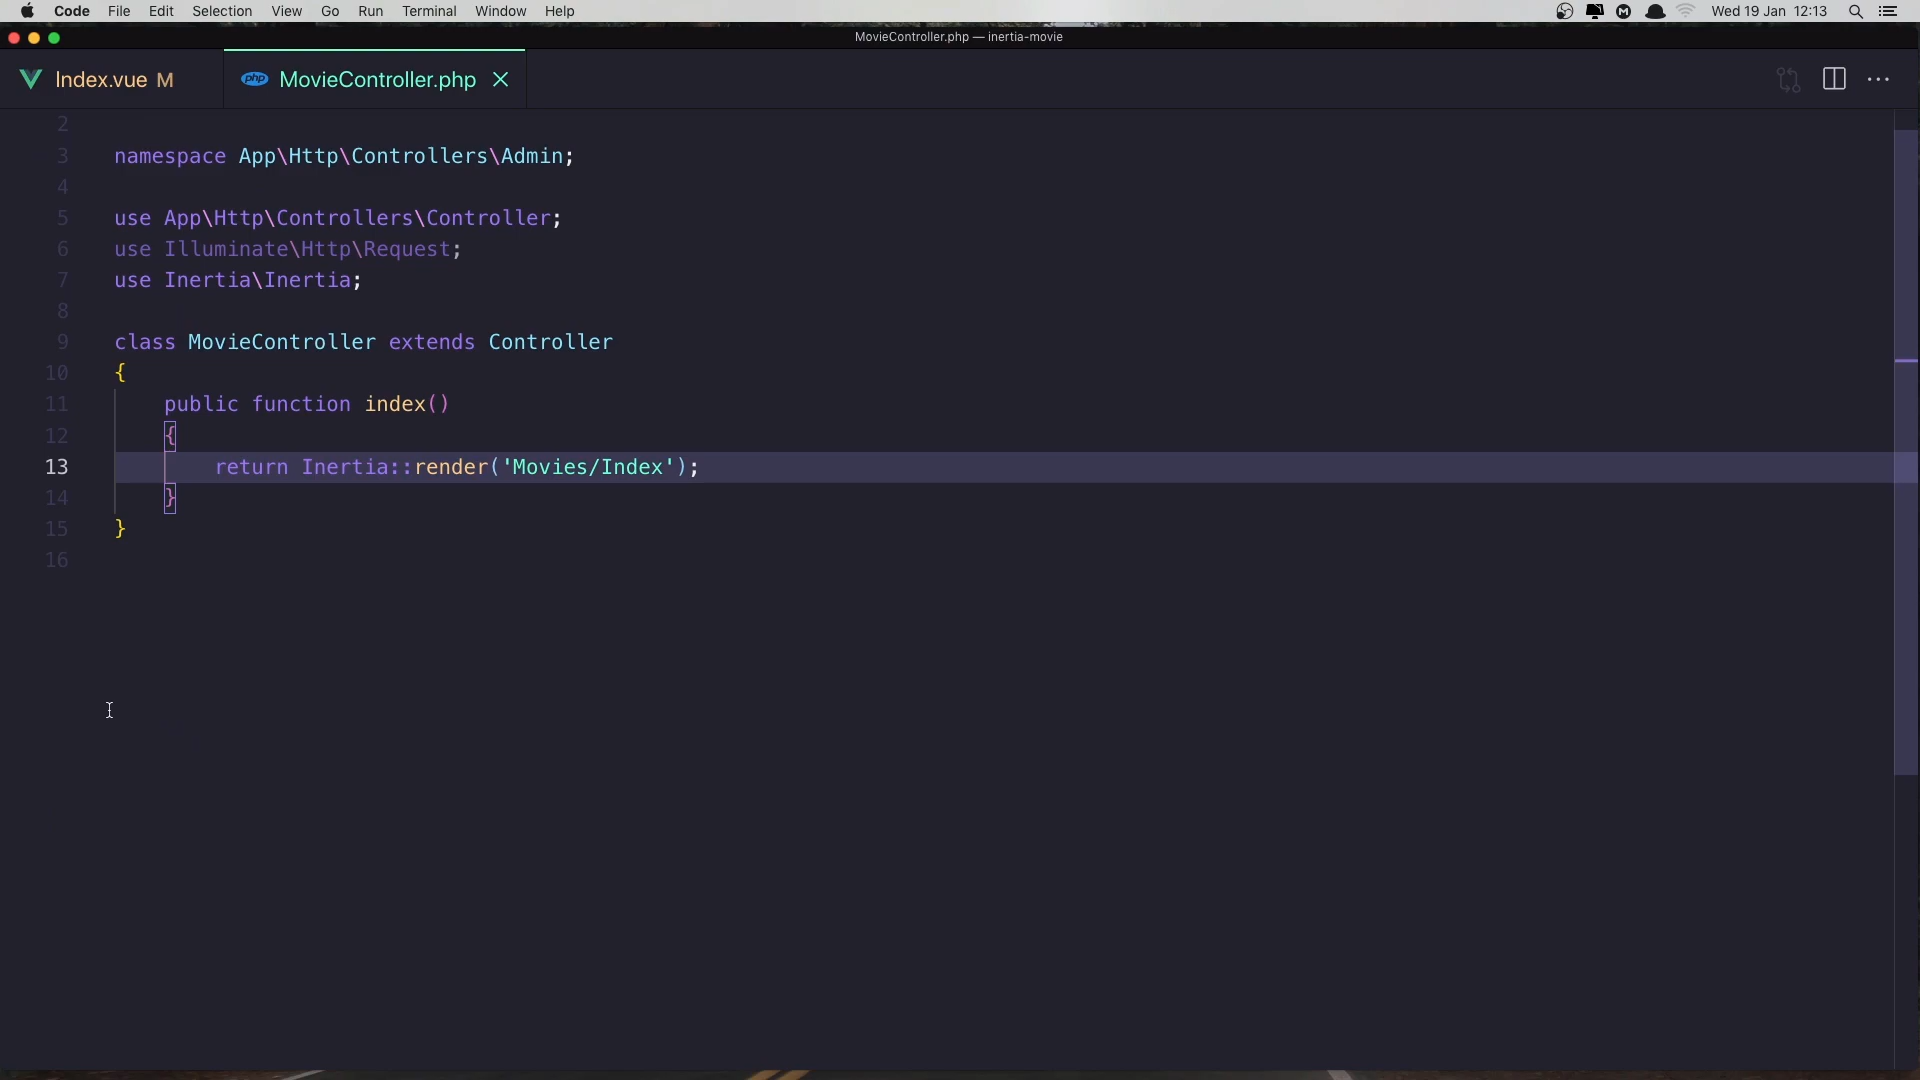 Code File Edit Selection View Go Run Terminal Window Help Wed 19 Jan 12:13
MovieController.php — inertia-movie
Index.vue M php MovieController.php
2
3 namespace App\Http\Controllers\Admin;
4
5 use App\Http\Controllers\Controller;
6 use Illuminate\Http\Request;
7 use Inertia\Inertia;
8
9 class MovieController extends Controller
10 {
11 public function index()
12 {
13 return Inertia::render('Movies/Index');
14 }
15 }
16